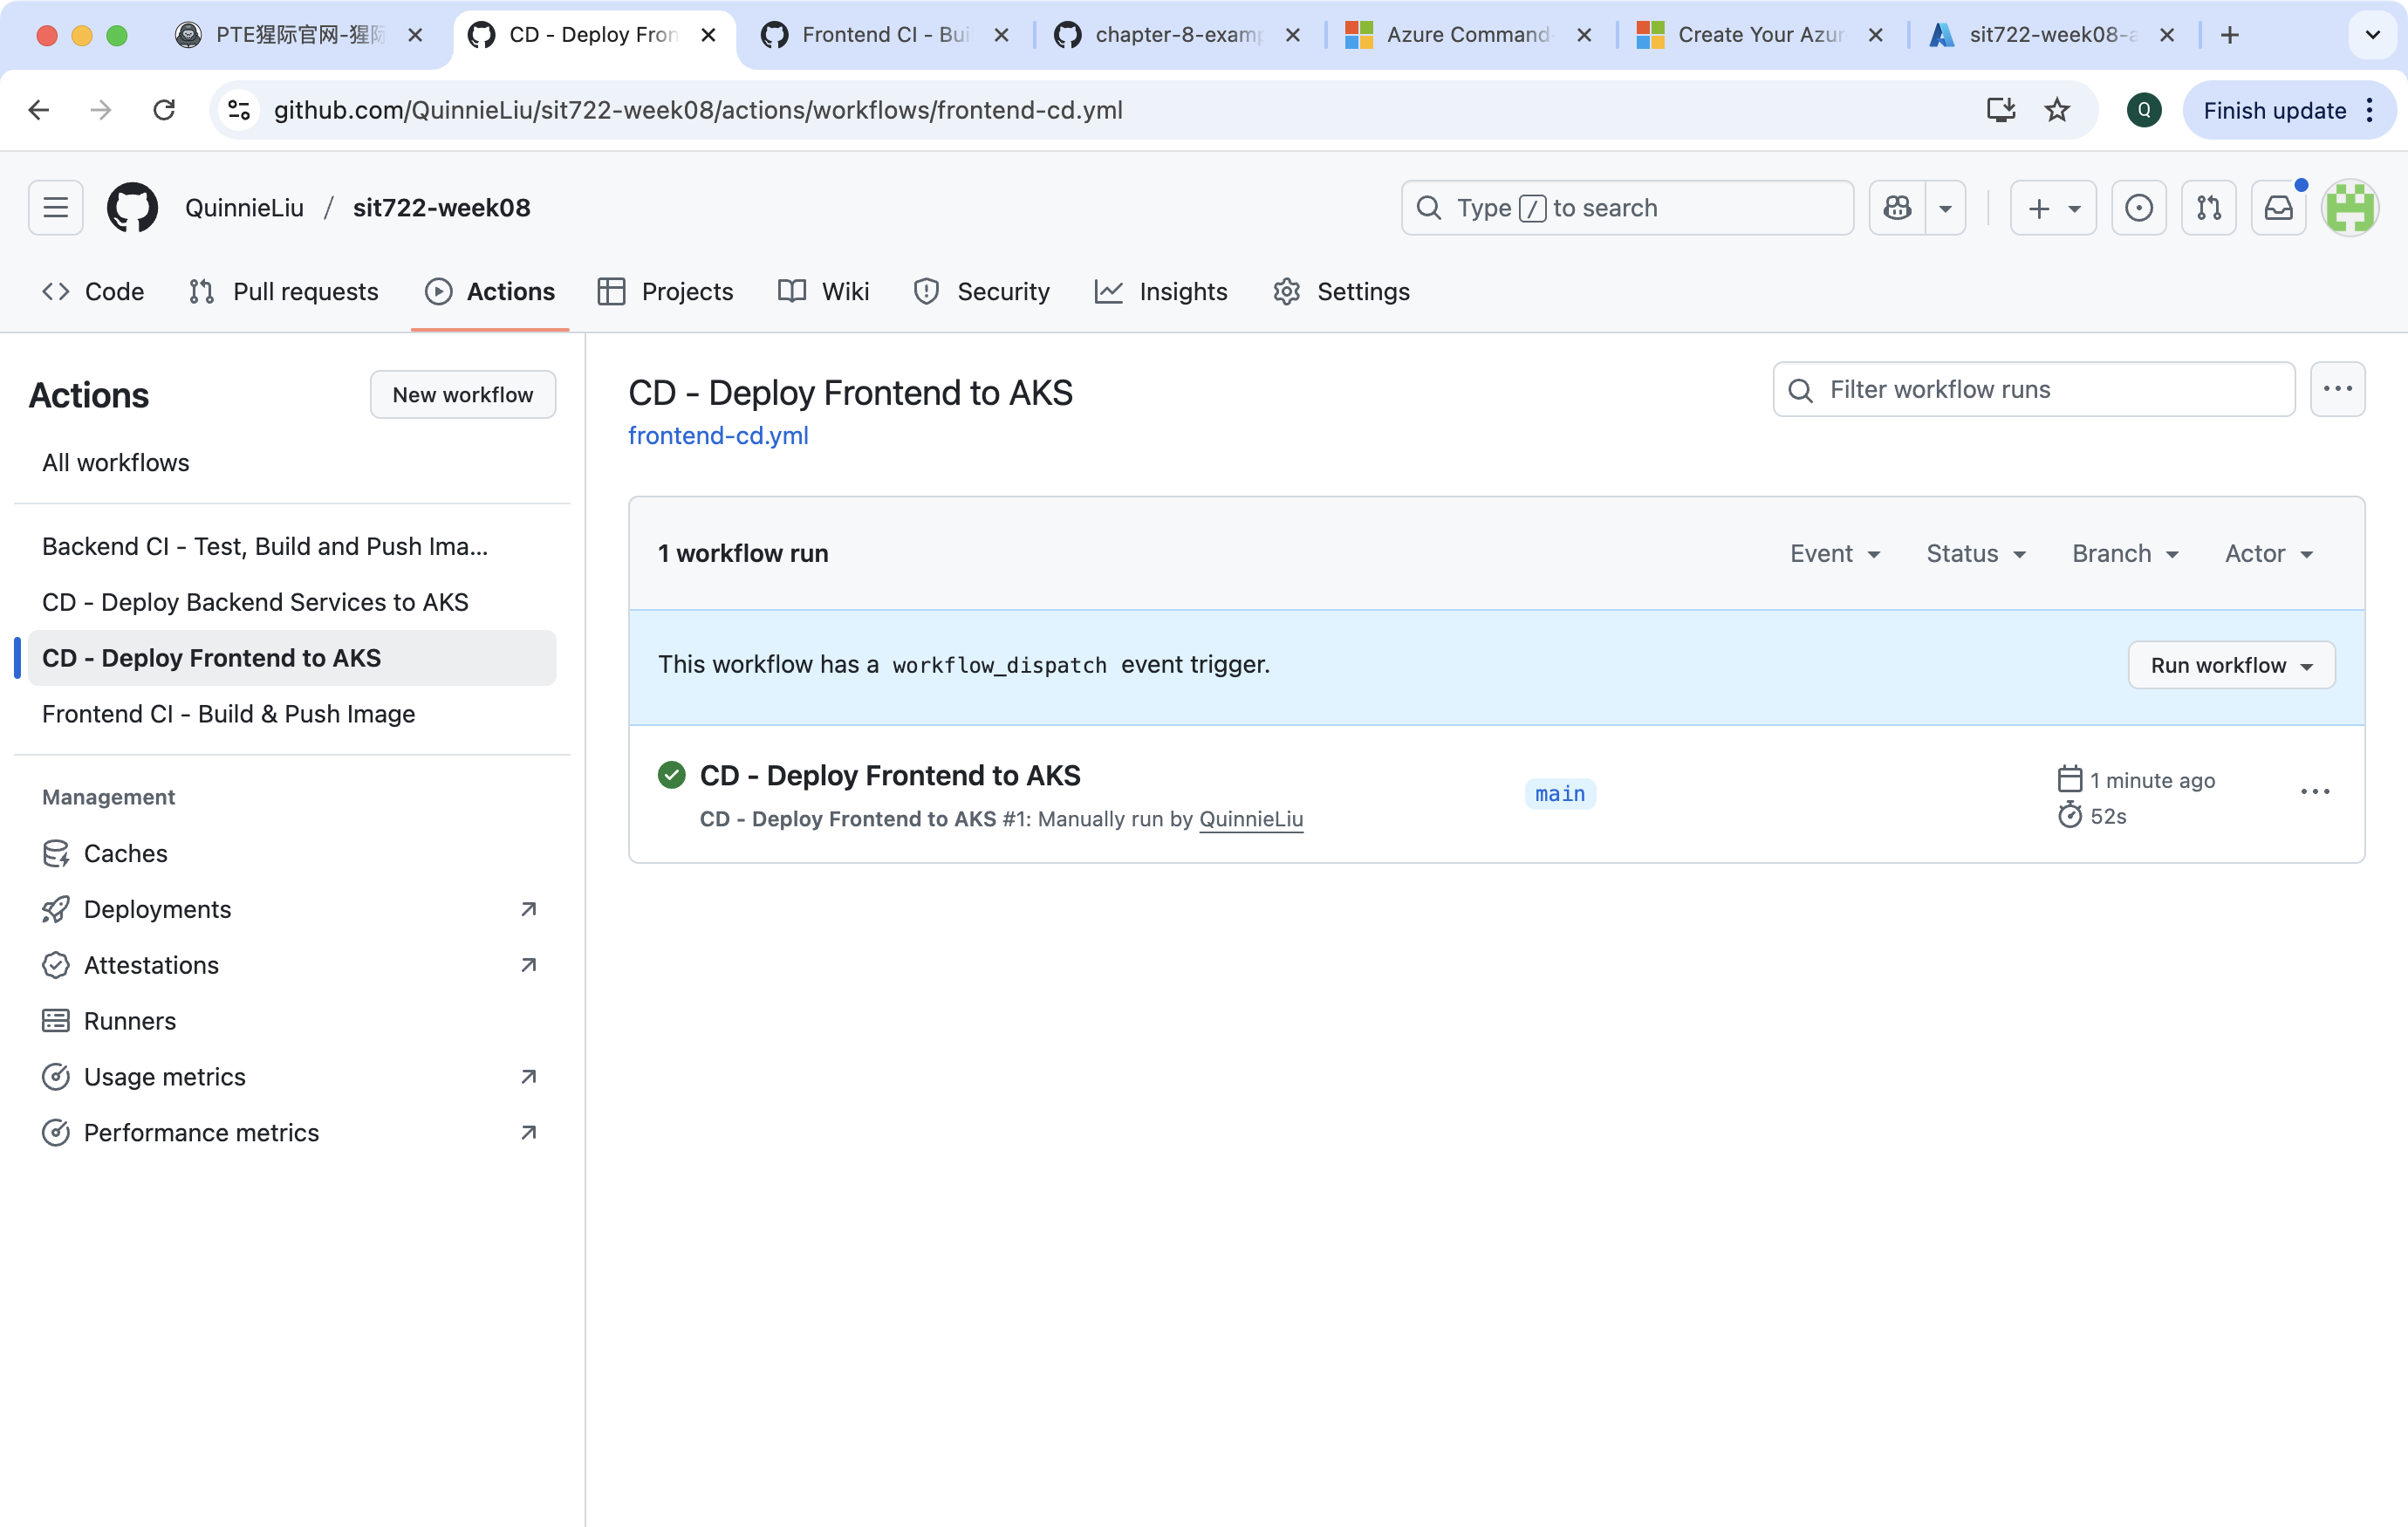 PTE猩际官网-猩际
CD - Deploy Fron
Frontend CI - Bui
chapter-8-examp
Azure Command-
Create Your Azur
sit722-week08-a
github.com/QuinnieLiu/sit722-week08/actions/workflows/frontend-cd.yml
Q
Finish update
QuinnieLiu / sit722-week08
Type / to search
Code
Pull requests
Actions
Projects
Wiki
Security
Insights
Settings
Actions
New workflow
All workflows
Backend CI - Test, Build and Push Ima...
CD - Deploy Backend Services to AKS
CD - Deploy Frontend to AKS
Frontend CI - Build & Push Image
Management
Caches
Deployments
Attestations
Runners
Usage metrics
Performance metrics
CD - Deploy Frontend to AKS
frontend-cd.yml
Filter workflow runs
1 workflow run
Event
Status
Branch
Actor
This workflow has a workflow_dispatch event trigger.
Run workflow
CD - Deploy Frontend to AKS
CD - Deploy Frontend to AKS #1: Manually run by QuinnieLiu
main
1 minute ago
52s